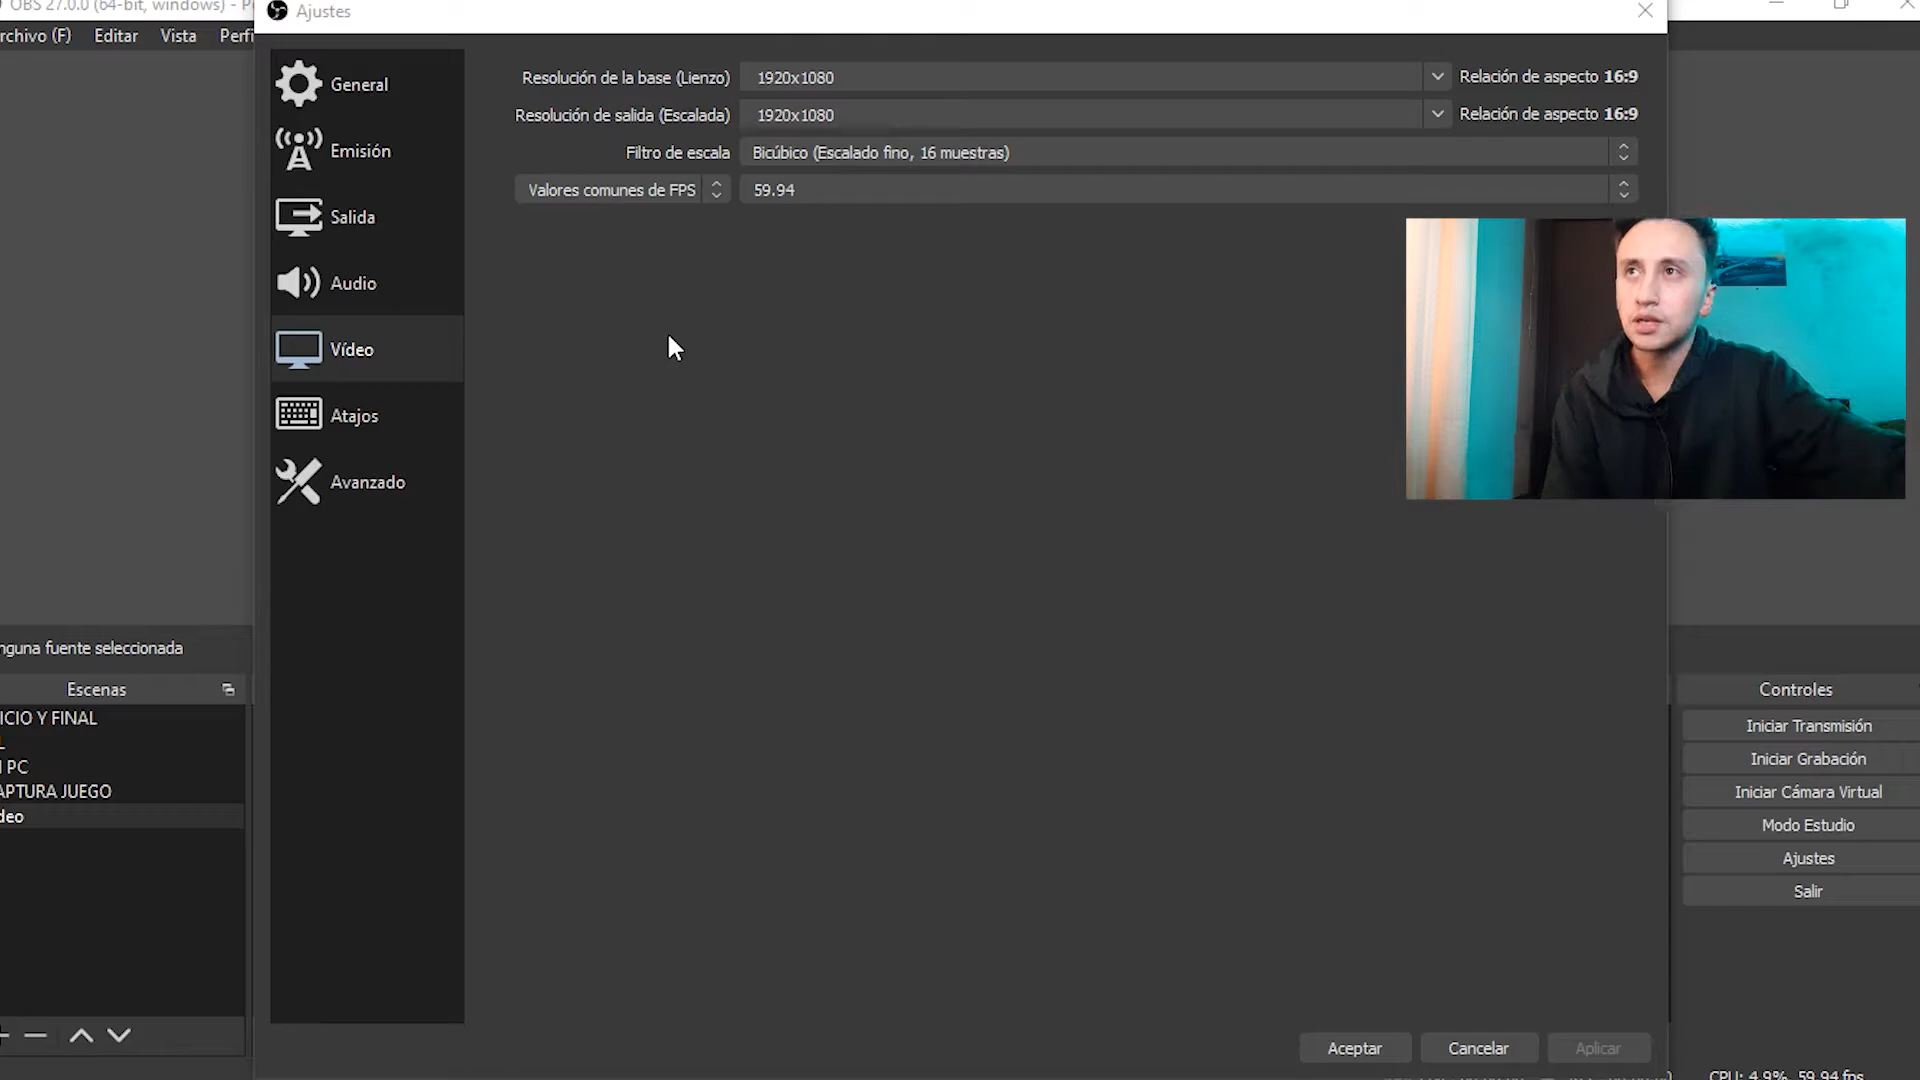 OBS 27.0.0 (64-bit, windows) - P
Ajustes
rchivo (F) Editar Vista Perfi
General
Emisión
Salida
Audio
Vídeo
Atajos
Avanzado
Resolución de la base (Lienzo) 1920x1080 Relación de aspecto 16:9
Resolución de salida (Escalada) 1920x1080 Relación de aspecto 16:9
Filtro de escala Bicúbico (Escalado fino, 16 muestras)
Valores comunes de FPS 59.94
nguna fuente seleccionada
Escenas
ICIO Y FINAL
L
I PC
APTURA JUEGO
deo
Controles
Iniciar Transmisión
Iniciar Grabación
Iniciar Cámara Virtual
Modo Estudio
Ajustes
Salir
Aceptar Cancelar Aplicar
CPU: 4.9%, 59.94 fps